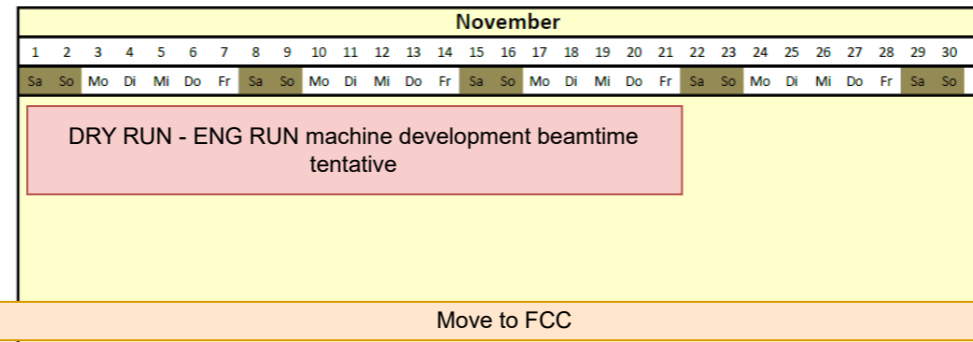 November
1 2 3 4 5 6 7 8 9 10 11 12 13 14 15 16 17 18 19 20 21 22 23 24 25 26 27 28 29 30
Sa So Mo Di Mi Do Fr Sa So Mo Di Mi Do Fr Sa So Mo Di Mi Do Fr Sa So Mo Di Mi Do Fr Sa So
DRY RUN - ENG RUN machine development beamtime
tentative
Move to FCC